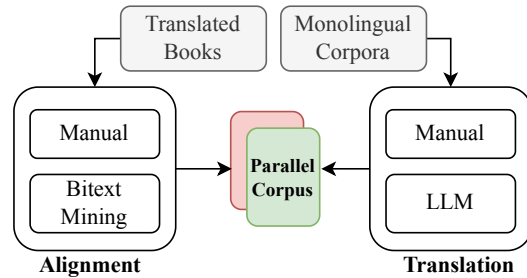 Translated
Books
Monolingual
Corpora
Manual
Bitext
Mining
Alignment
Parallel
Corpus
Manual
LLM
Translation